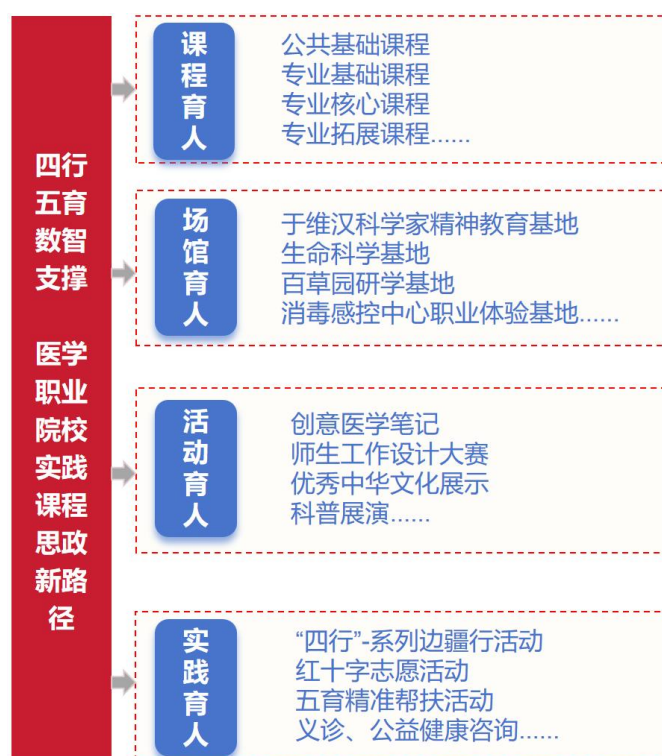 四行
五育
数智
支撑
医学
职业
院校
实践
课程
思政
新路
径
课程育人
公共基础课程
专业基础课程
专业核心课程
专业拓展课程......
场馆育人
于维汉科学家精神教育基地
生命科学基地
百草园研学基地
消毒感控中心职业体验基地......
活动育人
创意医学笔记
师生工作设计大赛
优秀中华文化展示
科普展演......
实践育人
“四行”-系列边疆行活动
红十字志愿活动
五育精准帮扶活动
义诊、公益健康咨询......